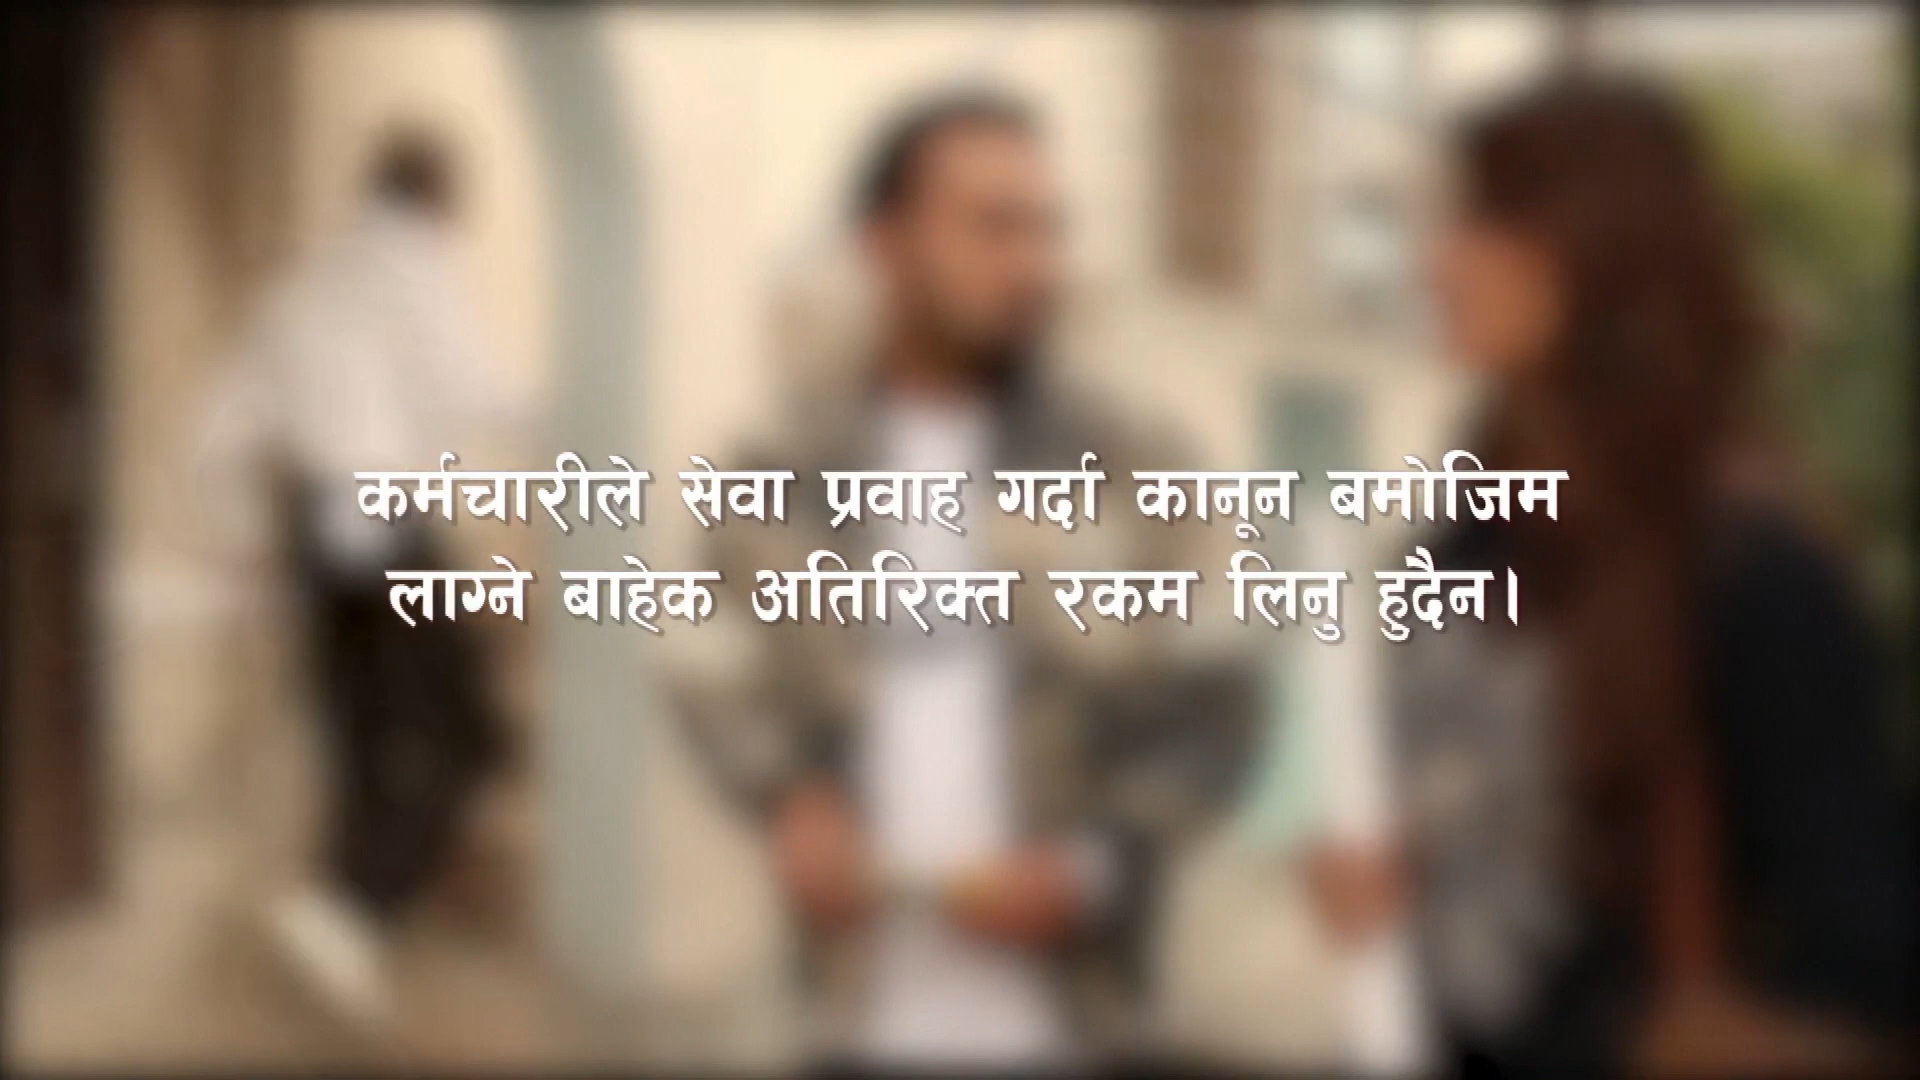 कर्मचारीले सेवा प्रवाह गर्दा कानून बमोजिम
लाग्ने बाहेक अतिरिक्त रकम लिनु हुदैन।